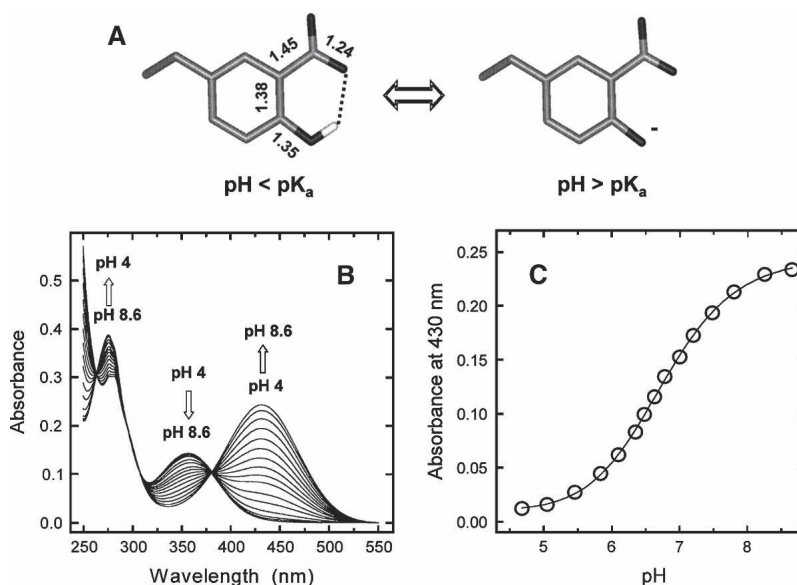 A
1.45
1.24
1.38
1.35
-
pH < pKa
pH > pKa
B
Absorbance
0.5
0.4
0.3
0.2
0.1
0.0
pH 4
pH 8.6
pH 4
pH 8.6
pH 8.6
pH 4
250 300 350 400 450 500 550
Wavelength (nm)
C
Absorbance at 430 nm
0.25
0.20
0.15
0.10
0.05
0.00
5 6 7 8
pH